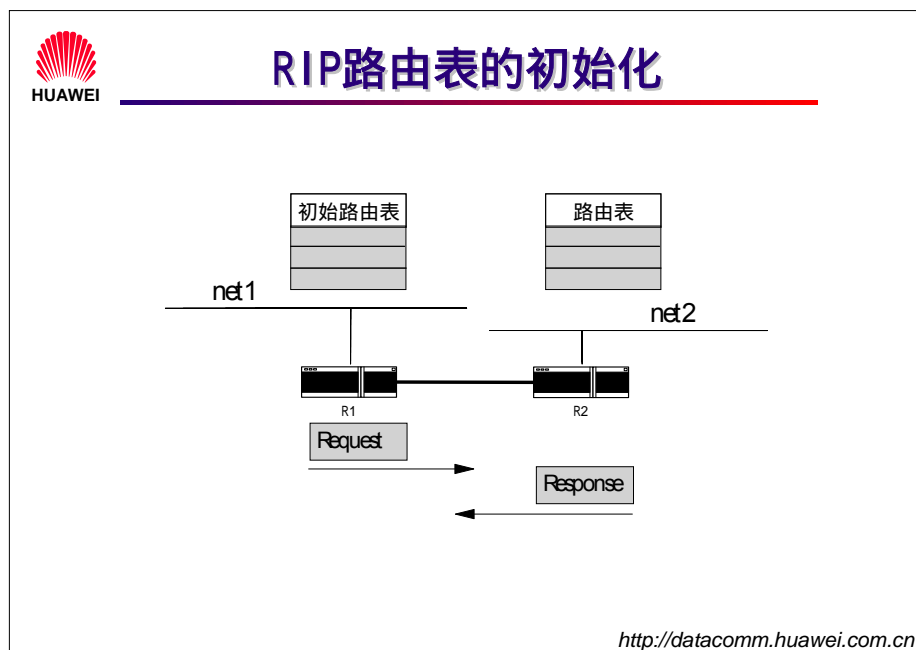 RIP路由表的初始化
HUAWEI
初始路由表
路由表
net1
net2
R1
R2
Request
Response
http://datacomm.huawei.com.cn